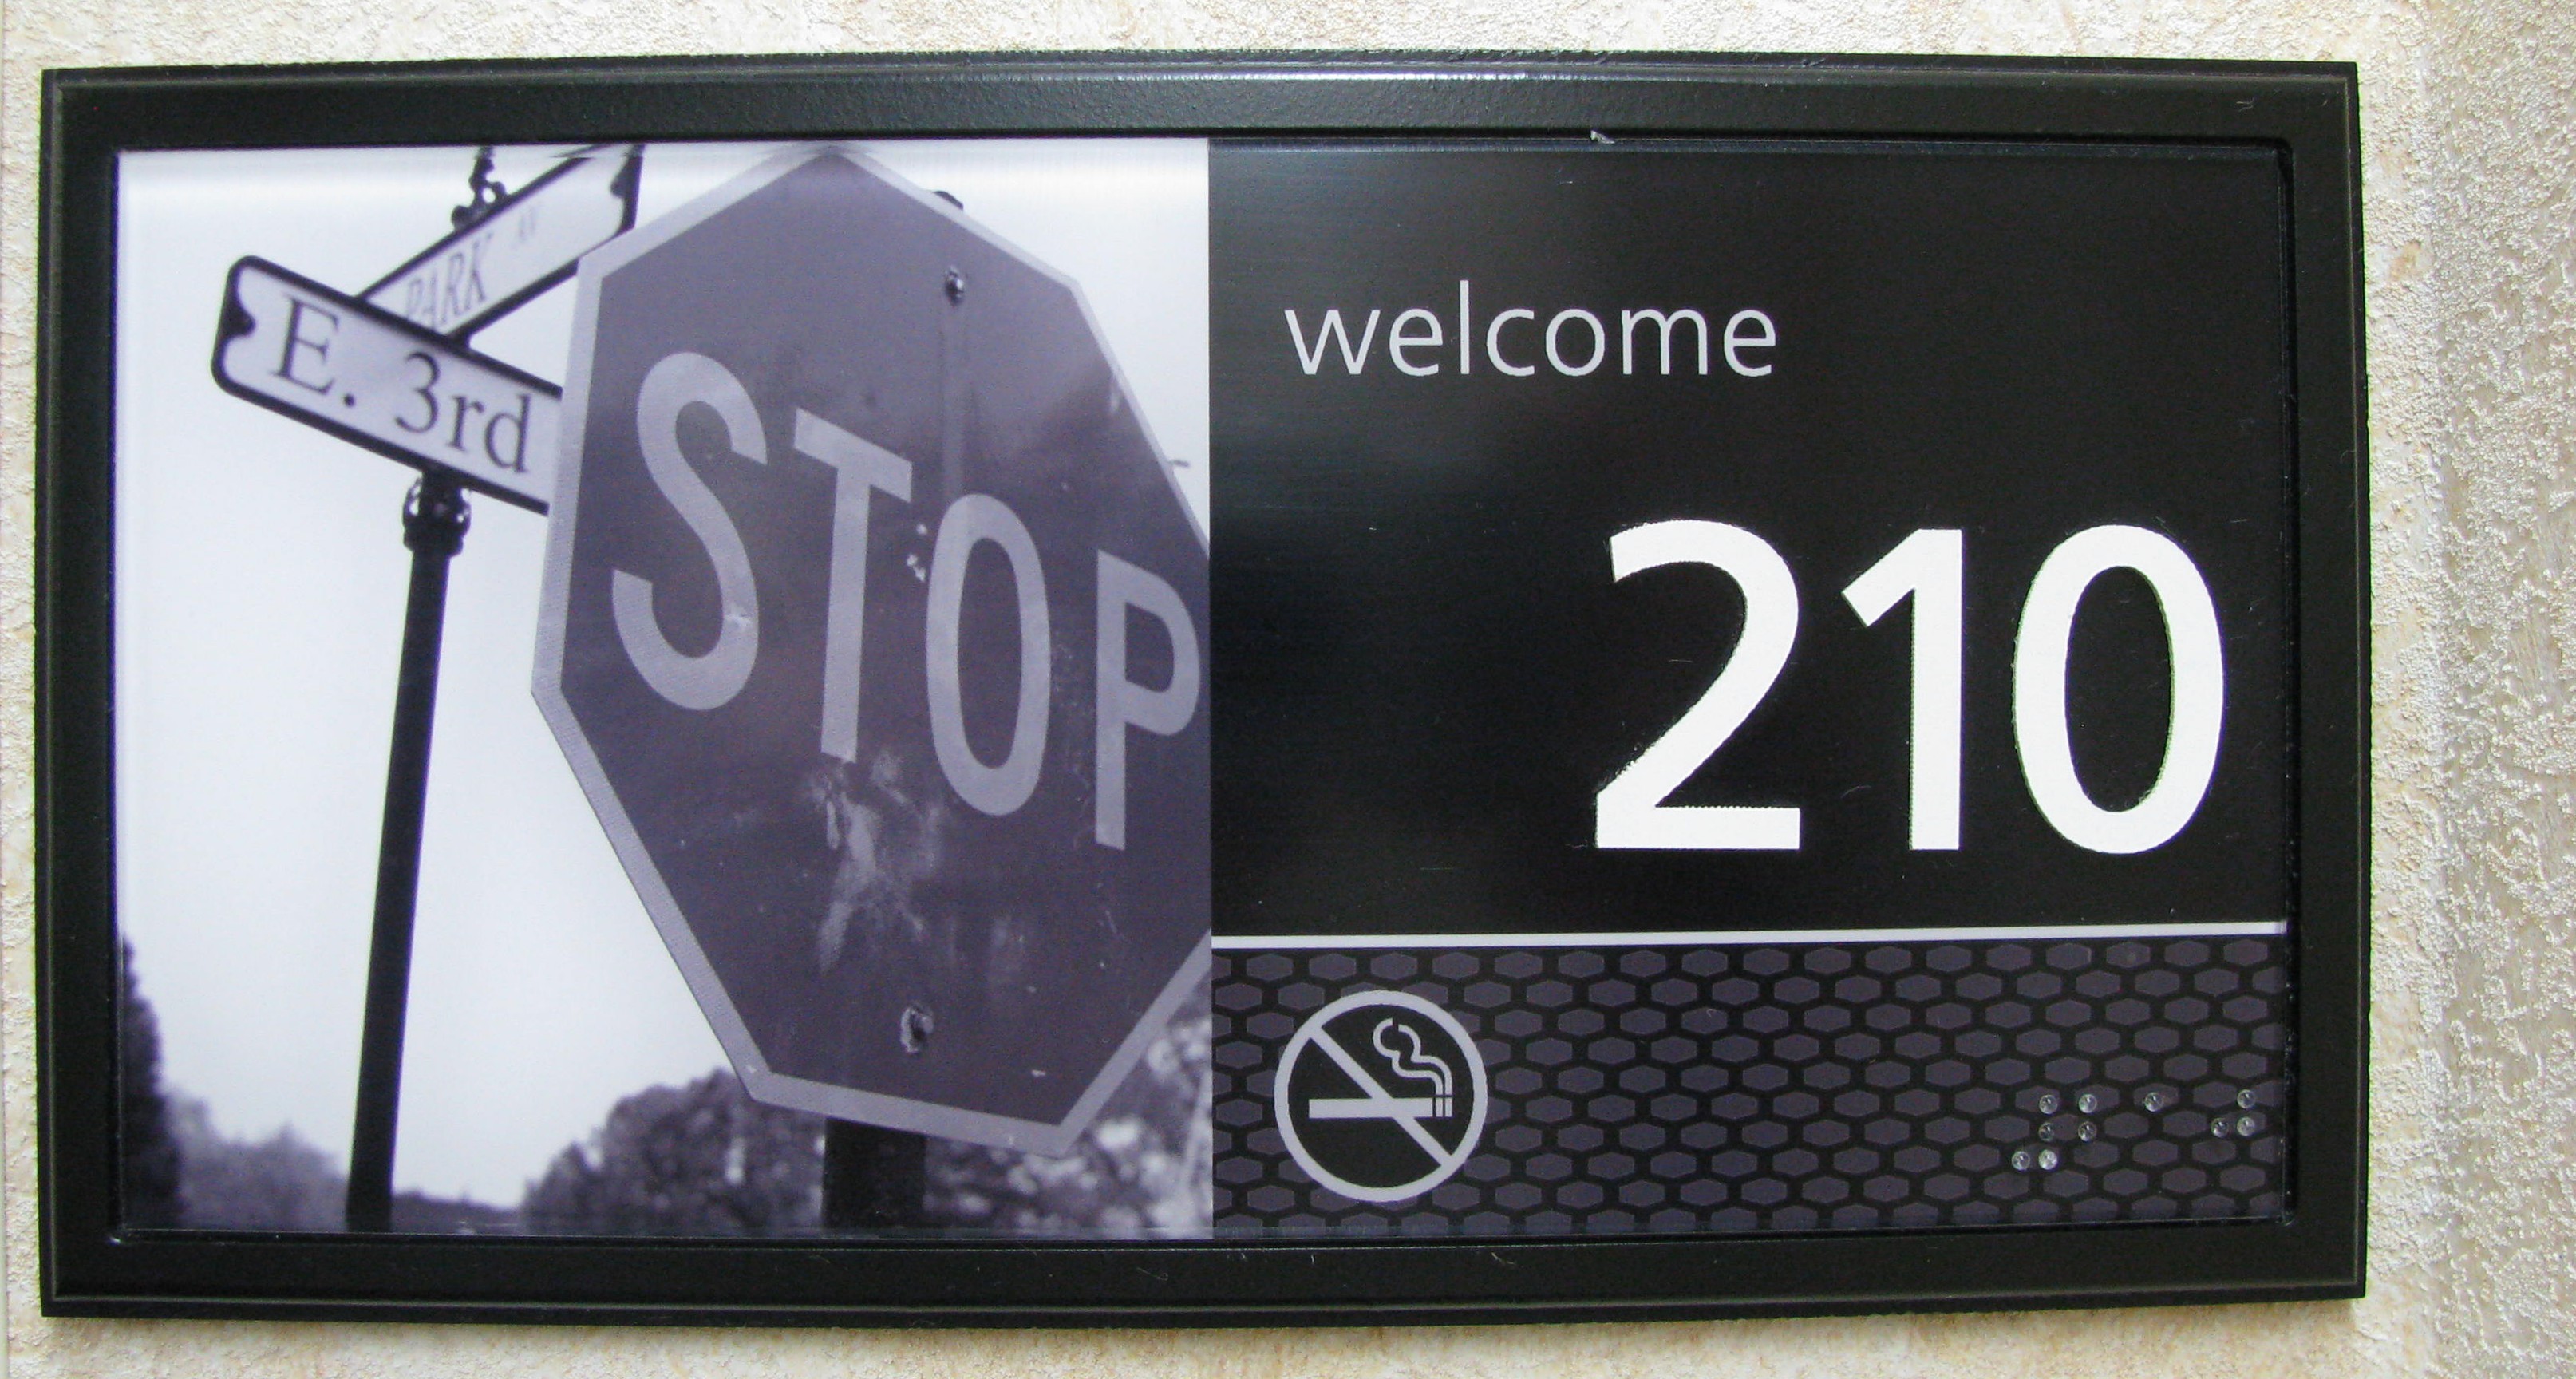 PARK AV
E. 3rd
STOP
welcome
210
⠼⠃⠁⠚